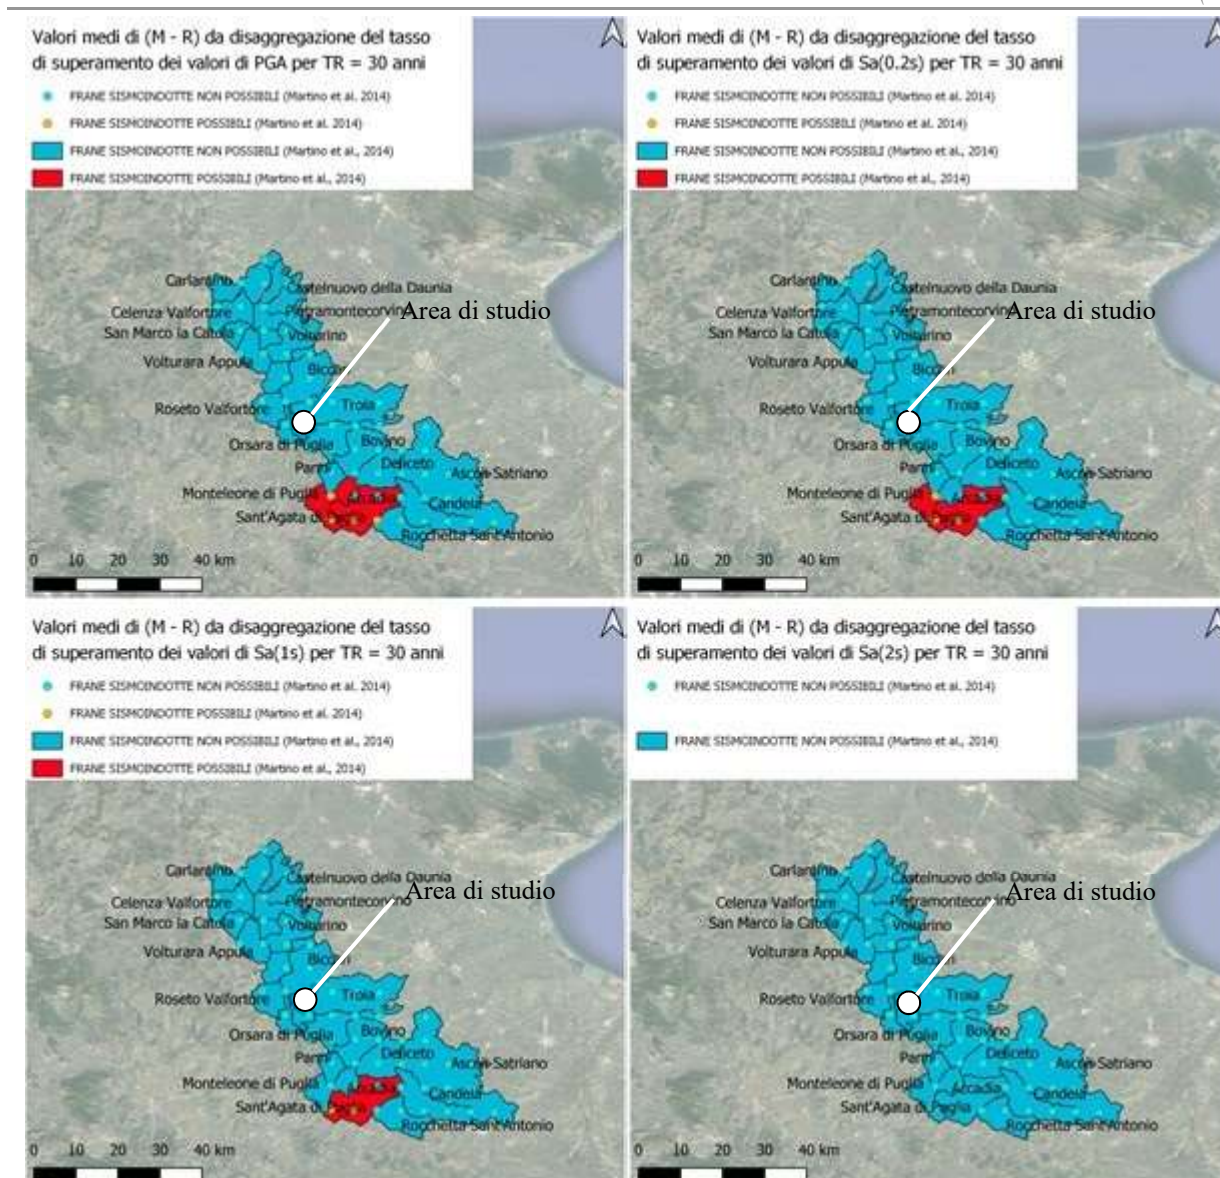 Valori medi di (M - R) da disaggregazione del tasso
di superamento dei valori di PGA per TR = 30 anni
FRANE SISMOINDOTTE NON POSSIBILI (Martino et al. 2014)
FRANE SISMOINDOTTE POSSIBILI (Martino et al. 2014)
FRANE SISMOINDOTTE NON POSSIBILI (Martino et al., 2014)
FRANE SISMOINDOTTE POSSIBILI (Martino et al., 2014)
Carlantino
Castelnuovo della Daunia
Celenza Valfortore
Pietramontecorvino
Area di studio
San Marco la Catola
Volturino
Volturara Appula
Biccari
Roseto Valfortore
Troia
Orsara di Puglia
Bovino
Panni
Deliceto
Ascoli Satriano
Monteleone di Puglia
Accadia
Candela
Sant'Agata di Puglia
Rocchetta Sant'Antonio
0 10 20 30 40 km
Valori medi di (M - R) da disaggregazione del tasso
di superamento dei valori di Sa(0.2s) per TR = 30 anni
FRANE SISMOINDOTTE NON POSSIBILI (Martino et al. 2014)
FRANE SISMOINDOTTE POSSIBILI (Martino et al. 2014)
FRANE SISMOINDOTTE NON POSSIBILI (Martino et al., 2014)
FRANE SISMOINDOTTE POSSIBILI (Martino et al., 2014)
Carlantino
Castelnuovo della Daunia
Celenza Valfortore
Pietramontecorvino
Area di studio
San Marco la Catola
Volturino
Volturara Appula
Biccari
Roseto Valfortore
Troia
Orsara di Puglia
Bovino
Panni
Deliceto
Ascoli Satriano
Monteleone di Puglia
Accadia
Candela
Sant'Agata di Puglia
Rocchetta Sant'Antonio
0 10 20 30 40 km
Valori medi di (M - R) da disaggregazione del tasso
di superamento dei valori di Sa(1s) per TR = 30 anni
FRANE SISMOINDOTTE NON POSSIBILI (Martino et al. 2014)
FRANE SISMOINDOTTE POSSIBILI (Martino et al. 2014)
FRANE SISMOINDOTTE NON POSSIBILI (Martino et al., 2014)
FRANE SISMOINDOTTE POSSIBILI (Martino et al., 2014)
Carlantino
Castelnuovo della Daunia
Area di studio
Celenza Valfortore
Pietramontecorvino
San Marco la Catola
Volturino
Volturara Appula
Biccari
Roseto Valfortore
Troia
Orsara di Puglia
Bovino
Panni
Deliceto
Ascoli Satriano
Monteleone di Puglia
Accadia
Candela
Sant'Agata di Puglia
Rocchetta Sant'Antonio
0 10 20 30 40 km
Valori medi di (M - R) da disaggregazione del tasso
di superamento dei valori di Sa(2s) per TR = 30 anni
FRANE SISMOINDOTTE NON POSSIBILI (Martino et al. 2014)
FRANE SISMOINDOTTE NON POSSIBILI (Martino et al., 2014)
Carlantino
Castelnuovo della Daunia
Area di studio
Celenza Valfortore
Pietramontecorvino
San Marco la Catola
Volturino
Volturara Appula
Biccari
Roseto Valfortore
Troia
Orsara di Puglia
Bovino
Panni
Deliceto
Ascoli Satriano
Monteleone di Puglia
Accadia
Candela
Sant'Agata di Puglia
Rocchetta Sant'Antonio
0 10 20 30 40 km